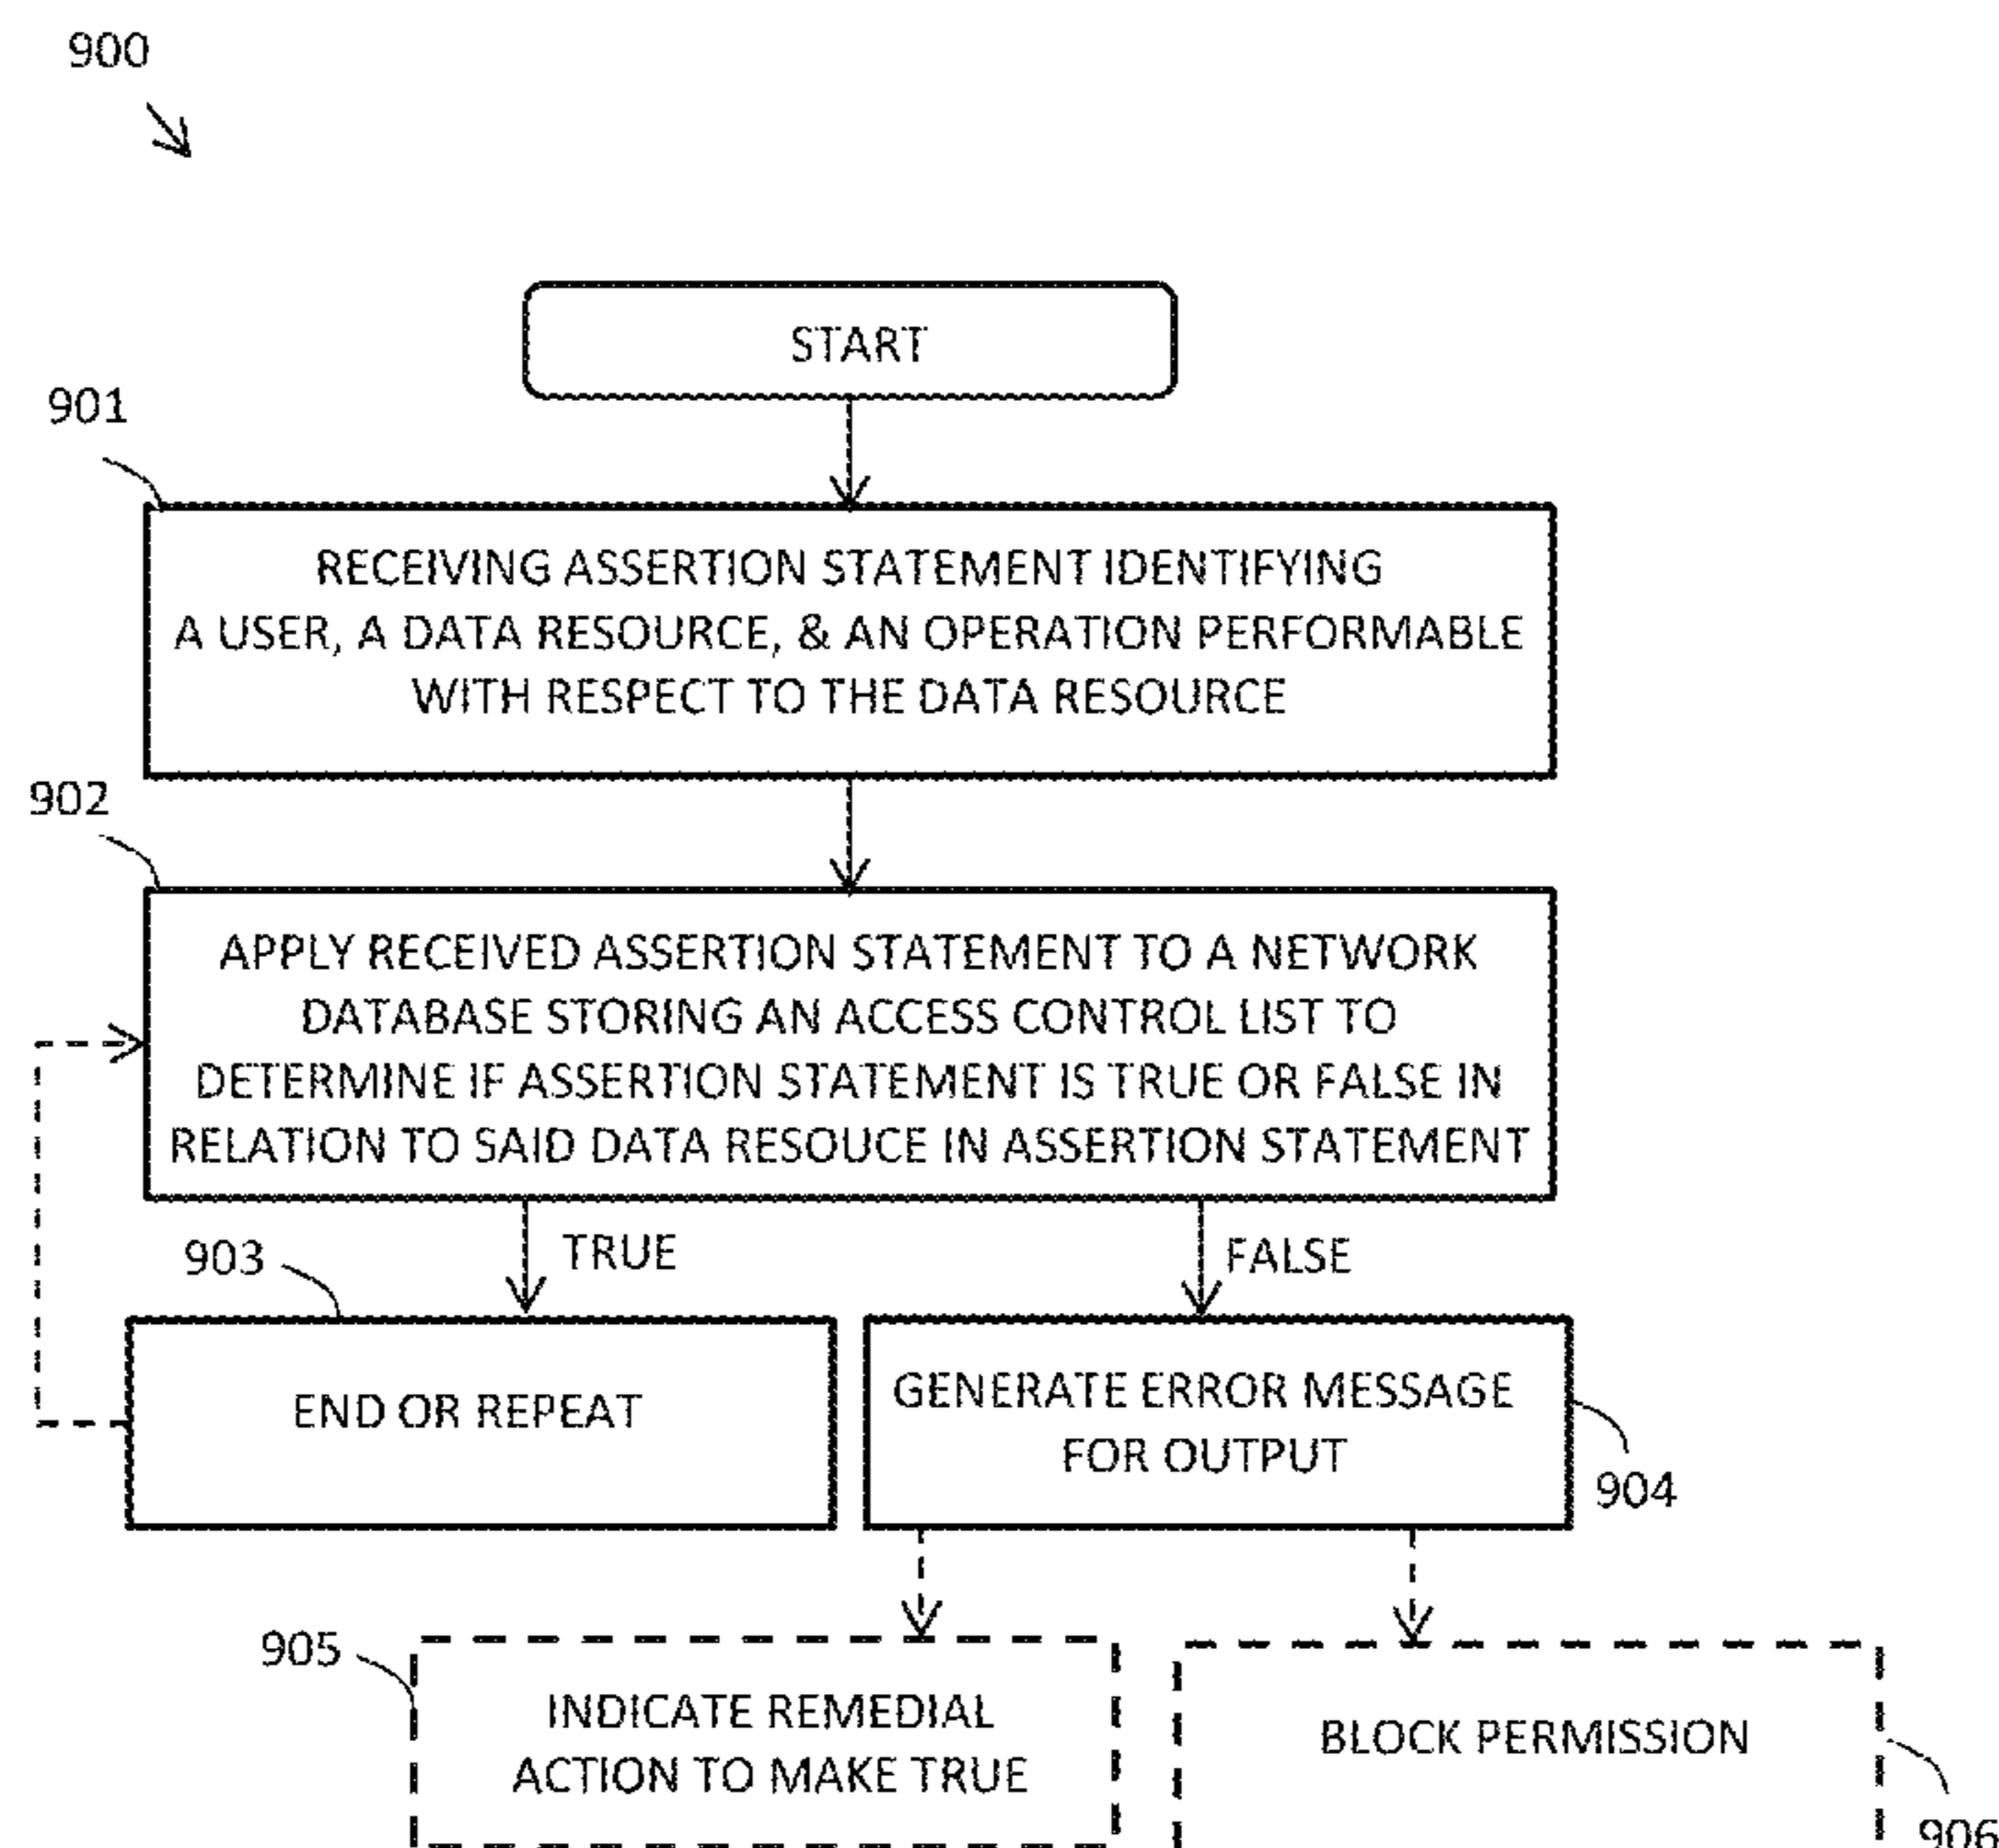 900
START
901
RECEIVING ASSERTION STATEMENT IDENTIFYING
A USER, A DATA RESOURCE, & AN OPERATION PERFORMABLE
WITH RESPECT TO THE DATA RESOURCE
902
APPLY RECEIVED ASSERTION STATEMENT TO A NETWORK
DATABASE STORING AN ACCESS CONTROL LIST TO
DETERMINE IF ASSERTION STATEMENT IS TRUE OR FALSE IN
RELATION TO SAID DATA RESOUCE IN ASSERTION STATEMENT
903
TRUE
FALSE
END OR REPEAT
GENERATE ERROR MESSAGE
FOR OUTPUT
904
905
INDICATE REMEDIAL
ACTION TO MAKE TRUE
BLOCK PERMISSION
906